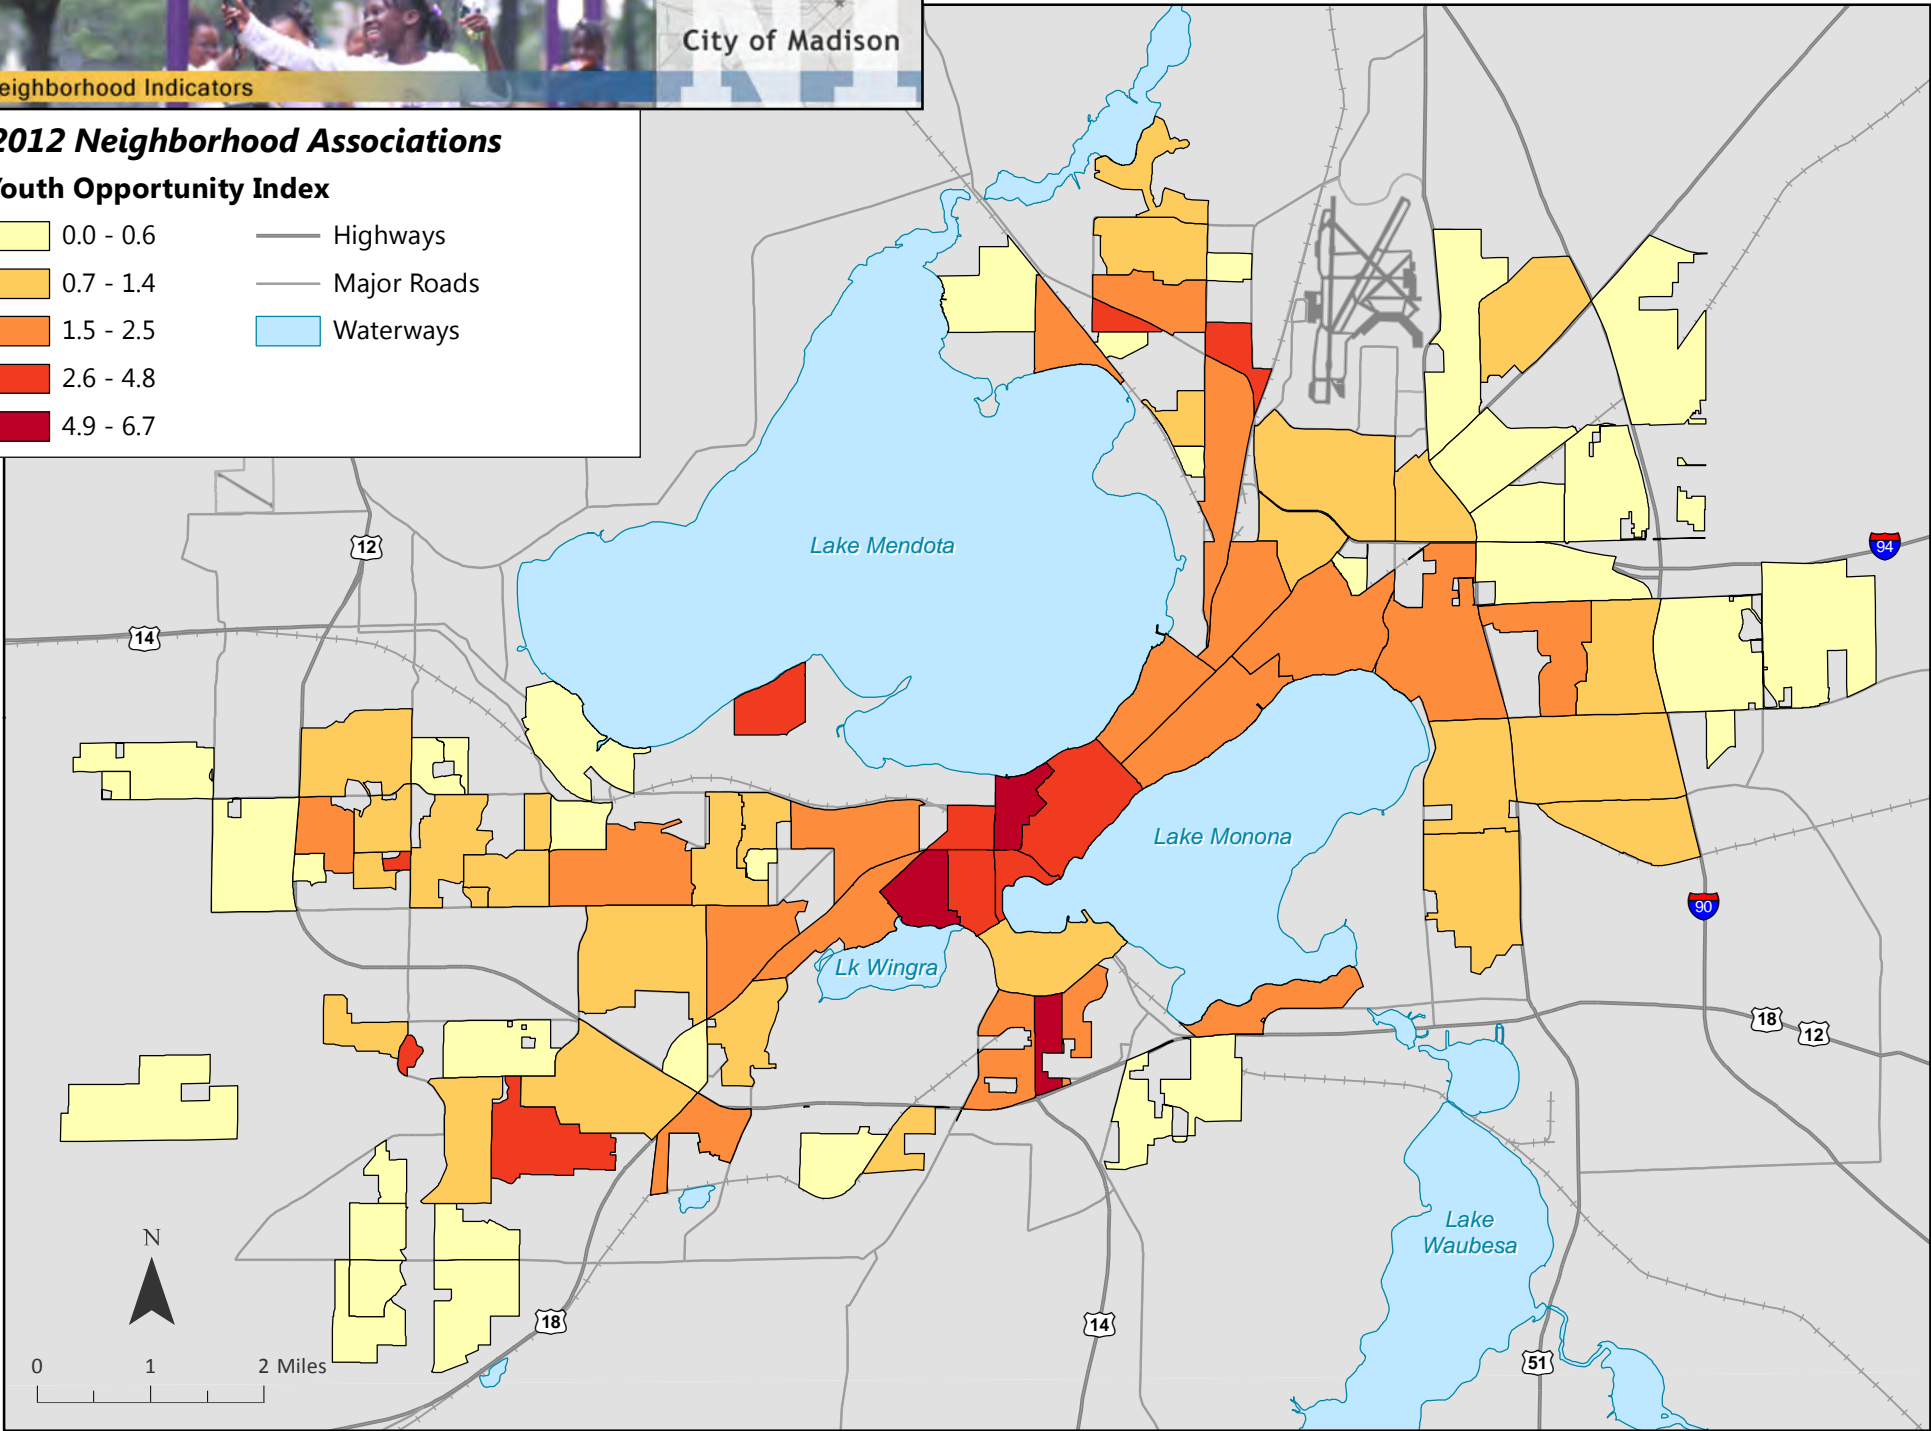 City of Madison
eighborhood Indicators
2012 Neighborhood Associations
Youth Opportunity Index
0.0 - 0.6
Highways
0.7 - 1.4
Major Roads
1.5 - 2.5
Waterways
2.6 - 4.8
4.9 - 6.7
12
Lake Mendota
94
14
Lake Monona
90
Lk Wingra
18
12
Lake
Waubesa
N
18
14
51
0 1 2 Miles